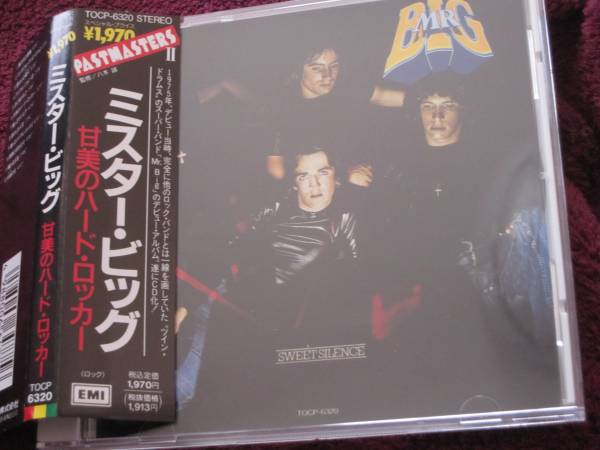 TOCP-6320 STEREO
スペシャル・プライス
¥1,970
PASTMASTERS
II
監修/八木 誠
ミスター・ビッグ
甘美のハード・ロッカー
1975年、デビュー当時、完全に他のロック・バンドとは一線を画していた、“ツイン・
ドラムス”のスーパー・バンド、Mr. Bigのデビュー・アルバム。遂にCD化!
〈ロック〉
EMI
税込定価
1,970円
(税抜価格)
1,913円
¥1,970
ミスター・ビッグ
甘美のハード・ロッカー
TOCP
6320
MR
BIG
SWEET SILENCE
TOCP-6320